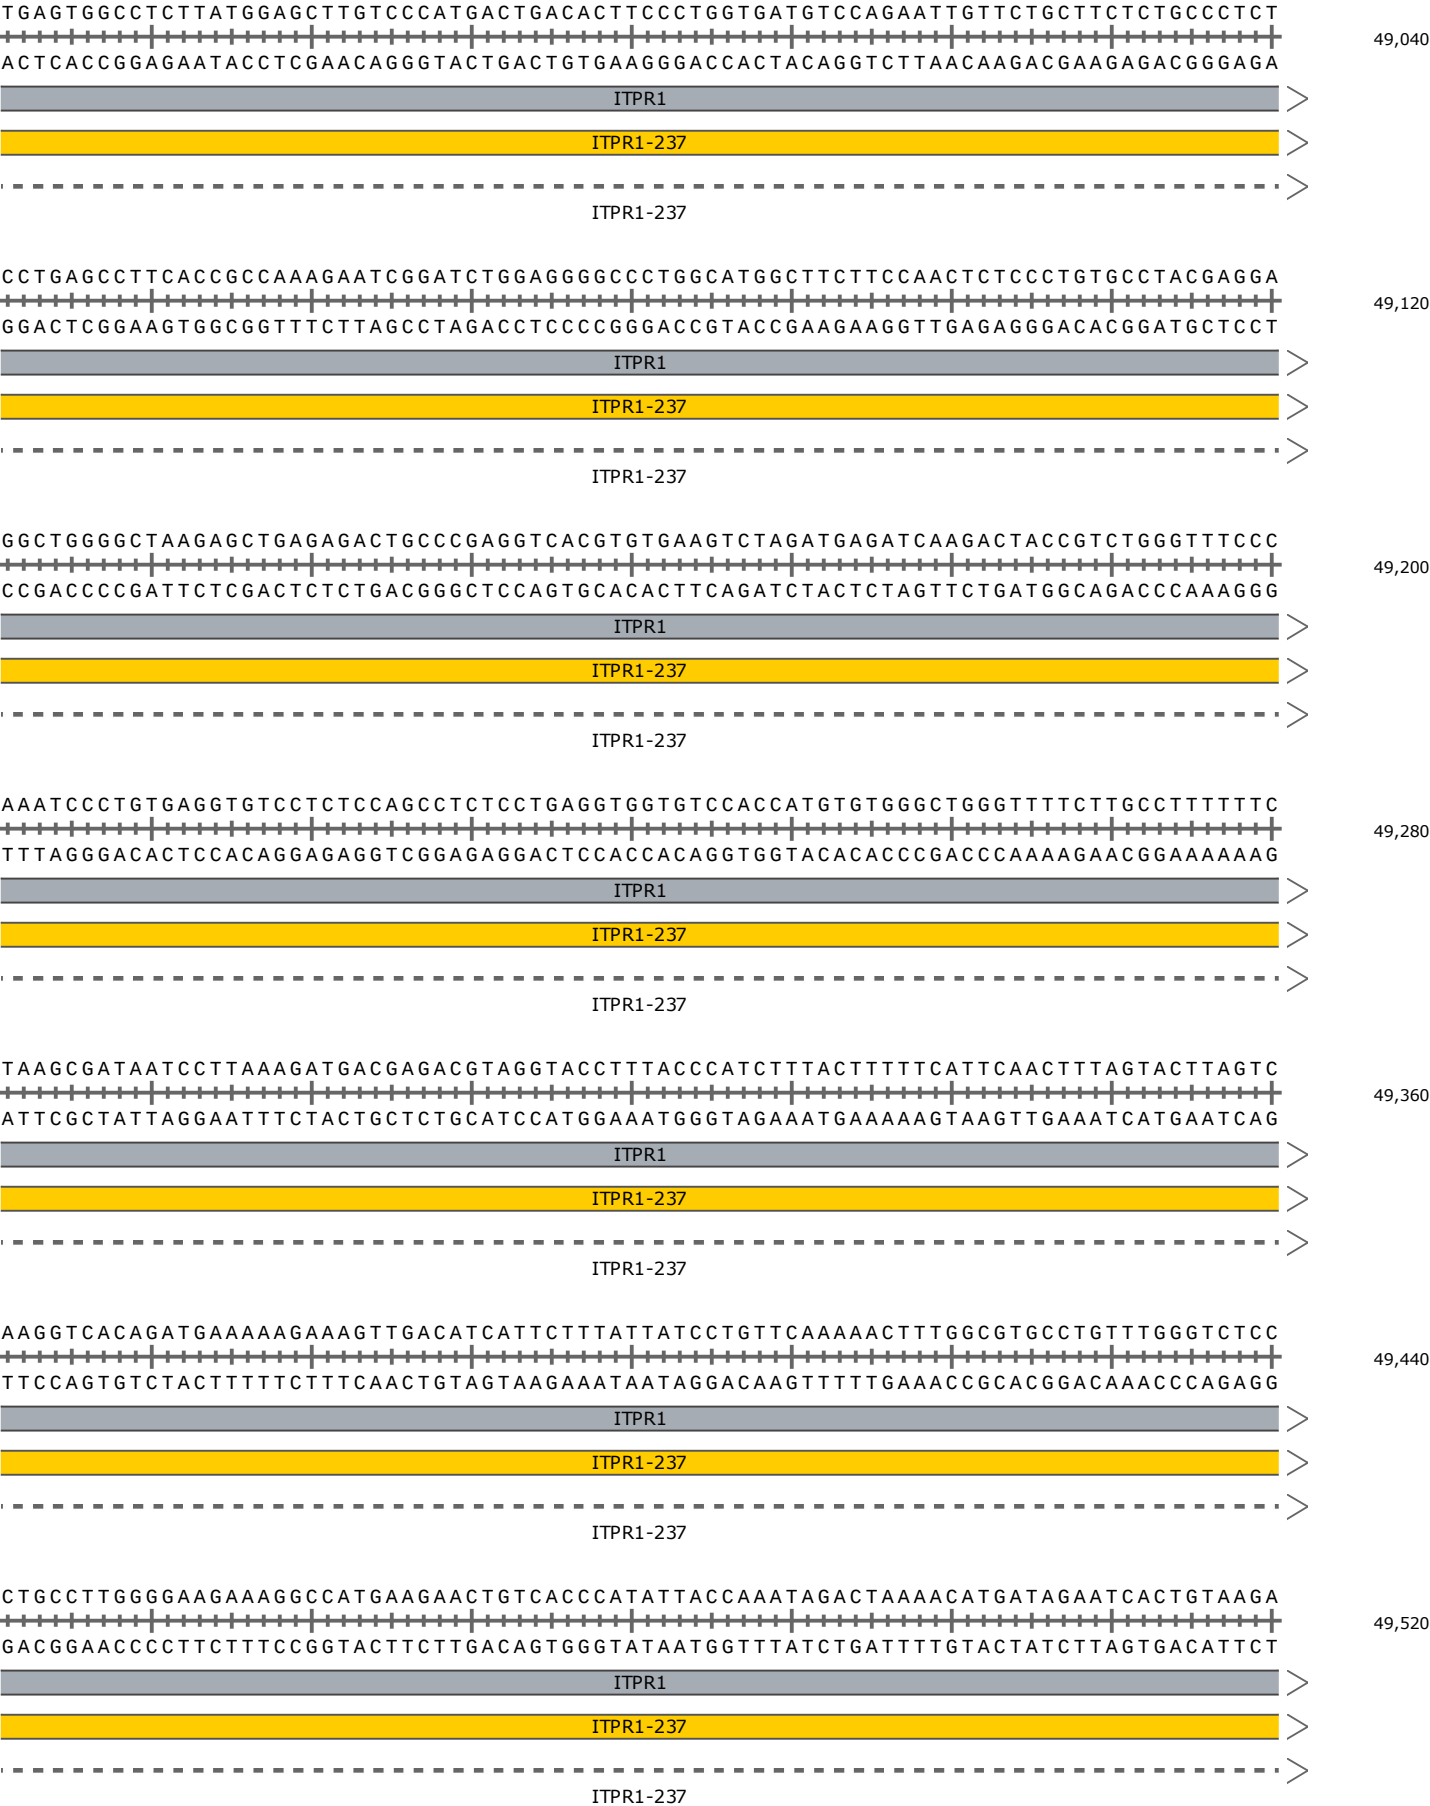 TGAGTGGCCTCTTATGGAGCTTGTCCCATGACTGACACTTCCCTGGTGATGTCCAGAATTGTTCTGCTTCTCTGCCCTCT
49,040
ACTCACCGGAGAATACCTCGAACAGGGTACTGACTGTGAAGGGACCACTACAGGTCTTAACAAGACGAAGAGACGGGAGA
ITPR1
ITPR1-237
ITPR1-237
CCTGAGCCTTCACCGCCAAAGAATCGGATCTGGAGGGGCCCTGGCATGGCTTCTTCCAACTCTCCCTGTGCCTACGAGGA
49,120
GGACTCGGAAGTGGCGGTTTCTTAGCCTAGACCTCCCCGGGACCGTACCGAAGAAGGTTGAGAGGGACACGGATGCTCCT
ITPR1
ITPR1-237
ITPR1-237
GGCTGGGGCTAAGAGCTGAGAGACTGCCCGAGGTCACGTGTGAAGTCTAGATGAGATCAAGACTACCGTCTGGGTTTCCC
49,200
CCGACCCCGATTCTCGACTCTCTGACGGGCTCCAGTGCACACTTCAGATCTACTCTAGTTCTGATGGCAGACCCAAAGGG
ITPR1
ITPR1-237
ITPR1-237
AAATCCCTGTGAGGTGTCCTCTCCAGCCTCTCCTGAGGTGGTGTCCACCATGTGTGGGCTGGGTTTTCTTGCCTTTTTTC
49,280
TTTAGGGACACTCCACAGGAGAGGTCGGAGAGGACTCCACCACAGGTGGTACACACCCGACCCAAAAGAACGGAAAAAAG
ITPR1
ITPR1-237
ITPR1-237
TAAGCGATAATCCTTAAAGATGACGAGACGTAGGTACCTTTACCCATCTTTACTTTTTCATTCAACTTTAGTACTTAGTC
49,360
ATTCGCTATTAGGAATTTCTACTGCTCTGCATCCATGGAAATGGGTAGAAATGAAAAAGTAAGTTGAAATCATGAATCAG
ITPR1
ITPR1-237
ITPR1-237
AAGGTCACAGATGAAAAAGAAAGTTGACATCATTCTTTATTATCCTGTTCAAAAACTTTGGCGTGCCTGTTTGGGTCTCC
49,440
TTCCAGTGTCTACTTTTTCTTTCAACTGTAGTAAGAAATAATAGGACAAGTTTTTGAAACCGCACGGACAAACCCAGAGG
ITPR1
ITPR1-237
ITPR1-237
CTGCCTTGGGGAAGAAAGGCCATGAAGAACTGTCACCCATATTACCAAATAGACTAAAACATGATAGAATCACTGTAAGA
49,520
GACGGAACCCCTTCTTTCCGGTACTTCTTGACAGTGGGTATAATGGTTTATCTGATTTTGTACTATCTTAGTGACATTCT
ITPR1
ITPR1-237
ITPR1-237